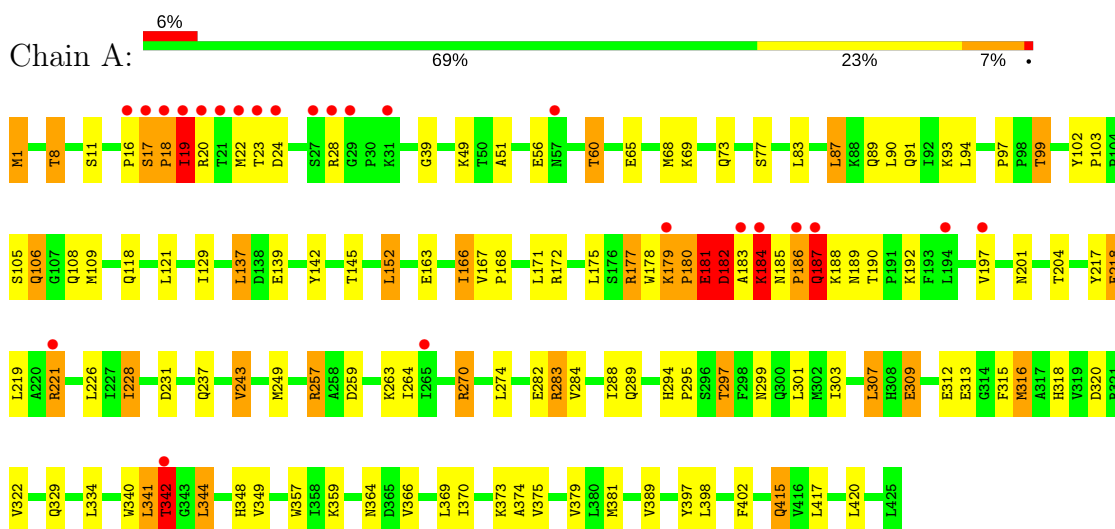 6%
Chain A:
69% 23% 7% •
M1 T8 S11 P16 S17 P18 I19 R20 T21 M22 T23 D24 S27 R28 G29 P30 K31 G39 K49 T50 A51 E56 N57 T60 E65 M68 K69 Q73 S77 L83 L87 K88 Q89 L90 Q91 I92 K93 L94 P97 P98 T99 Y102 P103
S105 Q106 G107 Q108 M109 Q118 L121 I129 L137 D138 E139 Y142 T145 L152 E163 I166 V167 P168 L171 R172 L175 S176 R177 W178 K179 P180 E181 D182 A183 K184 N185 P186 Q187 K188 N189 T190 P191 K192 F193 L194 V197 N201 T204 Y217
L219 A220 R221 L226 I227 I228 D231 Q237 V243 M249 R257 A258 D259 K263 I264 I265 R270 L274 E282 R283 V284 I288 Q289 H294 P295 S296 T297 F298 N299 Q300 L301 M302 I303 L307 H308 E309 E312 E313 G314 F315 M316 A317 H318 V319 D320
V322 Q329 L334 W340 L341 T342 G343 L344 H348 V349 W357 I358 K359 N364 D365 V366 L369 I370 K373 A374 V375 V379 L380 M381 V389 Y397 L398 F402 Q415 V416 L417 L420 L425